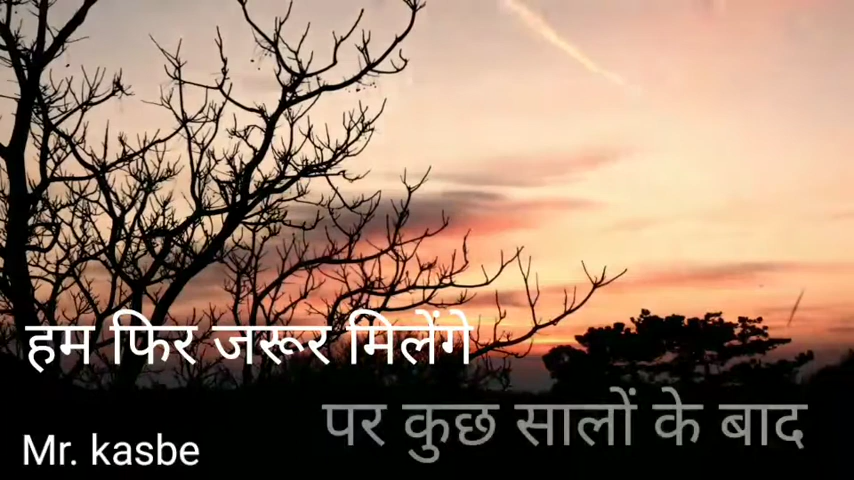 हम फिर जरूर मिलेंगे
पर कुछ सालों के बाद
Mr. kasbe